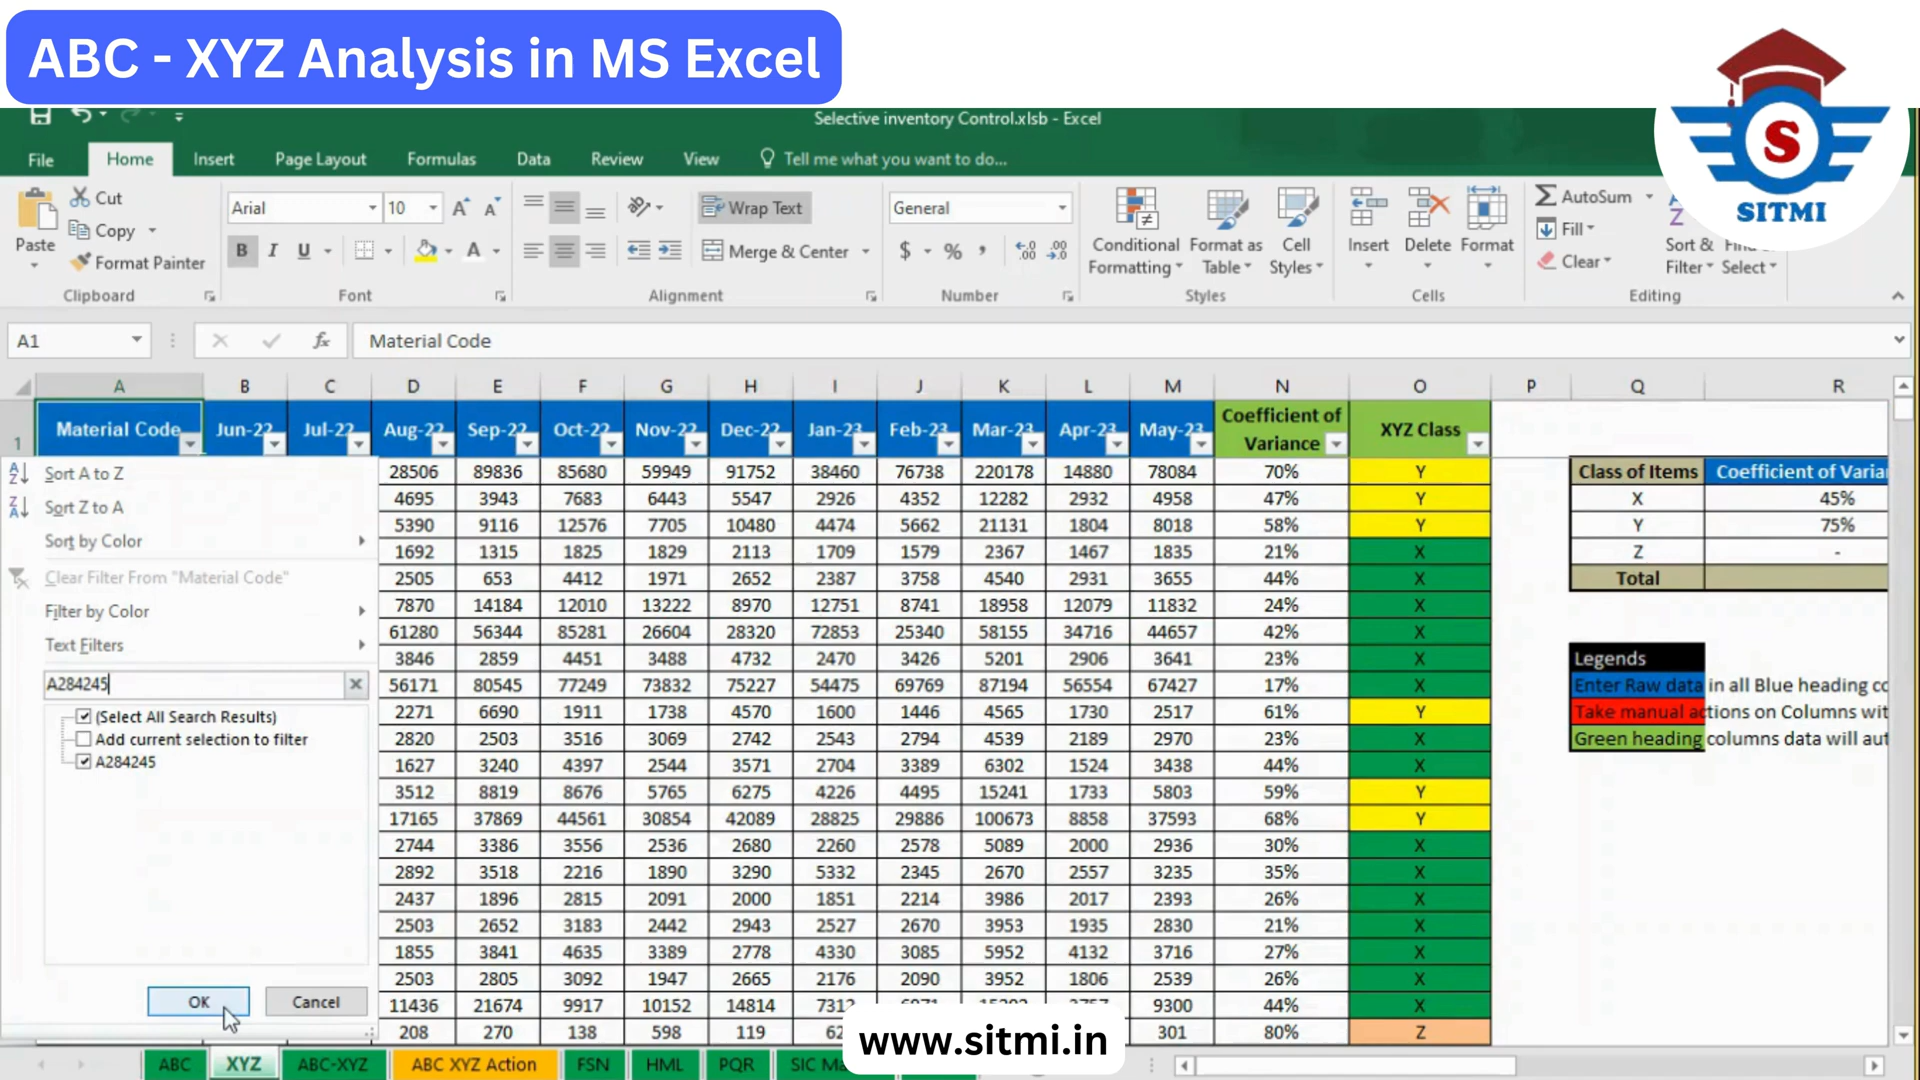 ABC - XYZ Analysis in MS Excel
S
SITMI
Selective inventory Control.xlsb - Excel
File Home Insert Page Layout Formulas Data Review View Tell me what you want to do...
Cut
Copy
Paste
Format Painter
Clipboard
Arial 10
B I U
Font
Wrap Text
Merge & Center
Alignment
General
$ % ,
Number
Conditional Formatting
Format as Table
Cell Styles
Styles
Insert Delete Format
Cells
AutoSum
Fill
Clear
Sort & Filter
Select
Editing
A1 fx Material Code
A B C D E F G H I J K L M N O P Q R
1 Material Code Jun-22 Jul-22 Aug-22 Sep-22 Oct-22 Nov-22 Dec-22 Jan-23 Feb-23 Mar-23 Apr-23 May-23 Coefficient of Variance XYZ Class
28506 89836 85680 59949 91752 38460 76738 220178 14880 78084 70% Y
4695 3943 7683 6443 5547 2926 4352 12282 2932 4958 47% Y
5390 9116 12576 7705 10480 4474 5662 21131 1804 8018 58% Y
1692 1315 1825 1829 2113 1709 1579 2367 1467 1835 21% X
2505 653 4412 1971 2652 2387 3758 4540 2931 3655 44% X
7870 14184 12010 13222 8970 12751 8741 18958 12079 11832 24% X
61280 56344 85281 26604 28320 72853 25340 58155 34716 44657 42% X
3846 2859 4451 3488 4732 2470 3426 5201 2906 3641 23% X
56171 80545 77249 73832 75227 54475 69769 87194 56554 67427 17% X
2271 6690 1911 1738 4570 1600 1446 4565 1730 2517 61% Y
2820 2503 3516 3069 2742 2543 2794 4539 2189 2970 23% X
1627 3240 4397 2544 3571 2704 3389 6302 1524 3438 44% X
3512 8819 8676 5765 6275 4226 4495 15241 1733 5803 59% Y
17165 37869 44561 30854 42089 28825 29886 100673 8858 37593 68% Y
2744 3386 3556 2536 2680 2260 2578 5089 2000 2936 30% X
2892 3518 2216 1890 3290 5332 2345 2670 2557 3235 35% X
2437 1896 2815 2091 2000 1851 2214 3986 2017 2393 26% X
2503 2652 3183 2442 2943 2527 2670 3953 1935 2830 21% X
1855 3841 4635 3389 2778 4330 3085 5952 4132 3716 27% X
2503 2805 3092 1947 2665 2176 2090 3952 1806 2539 26% X
11436 21674 9917 10152 14814 9300 44% X
208 270 138 598 119 301 80% Z
Sort A to Z
Sort Z to A
Sort by Color
Clear Filter From "Material Code"
Filter by Color
Text Filters
A284245
(Select All Search Results)
Add current selection to filter
A284245
OK Cancel
Class of Items Coefficient of Varia
X 45%
Y 75%
Z -
Total
Legends
Enter Raw data in all Blue heading co
Take manual actions on Columns wit
Green heading columns data will aut
www.sitmi.in
ABC XYZ ABC-XYZ ABC XYZ Action FSN HML PQR SIC